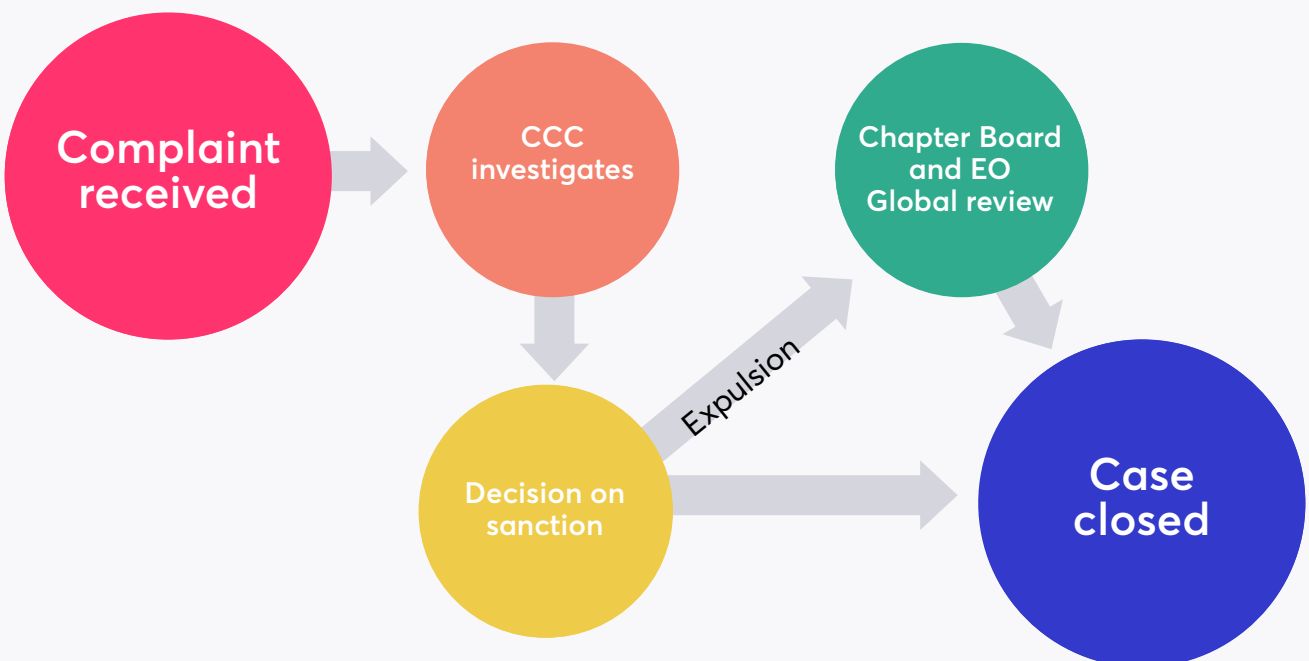 Complaint
received
CCC
investigates
Chapter Board
and EO
Global review
Expulsion
Decision on
sanction
Case
closed